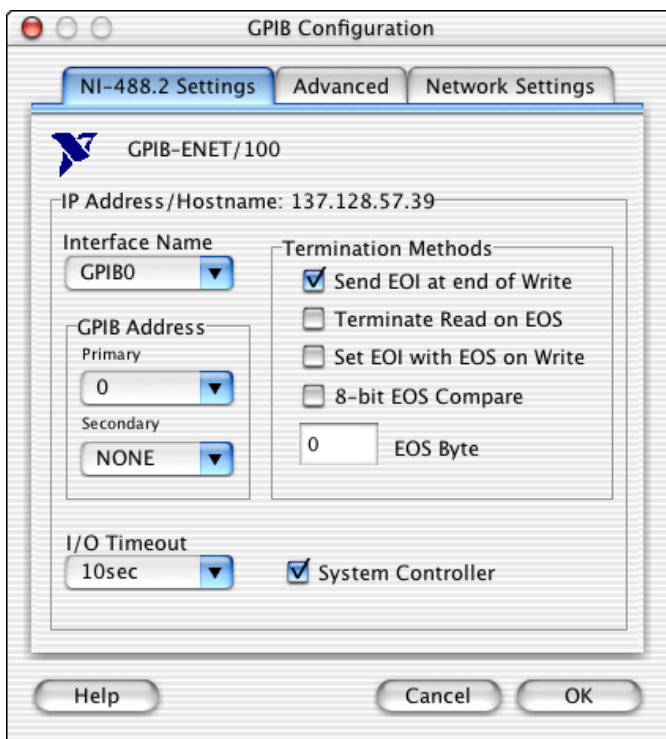 GPIB Configuration
NI-488.2 Settings
Advanced
Network Settings
GPIB-ENET/100
IP Address/Hostname: 137.128.57.39
Interface Name
GPIB0
GPIB Address
Primary
0
Secondary
NONE
Termination Methods
Send EOI at end of Write
Terminate Read on EOS
Set EOI with EOS on Write
8-bit EOS Compare
0 EOS Byte
I/O Timeout
10sec
System Controller
Help
Cancel
OK